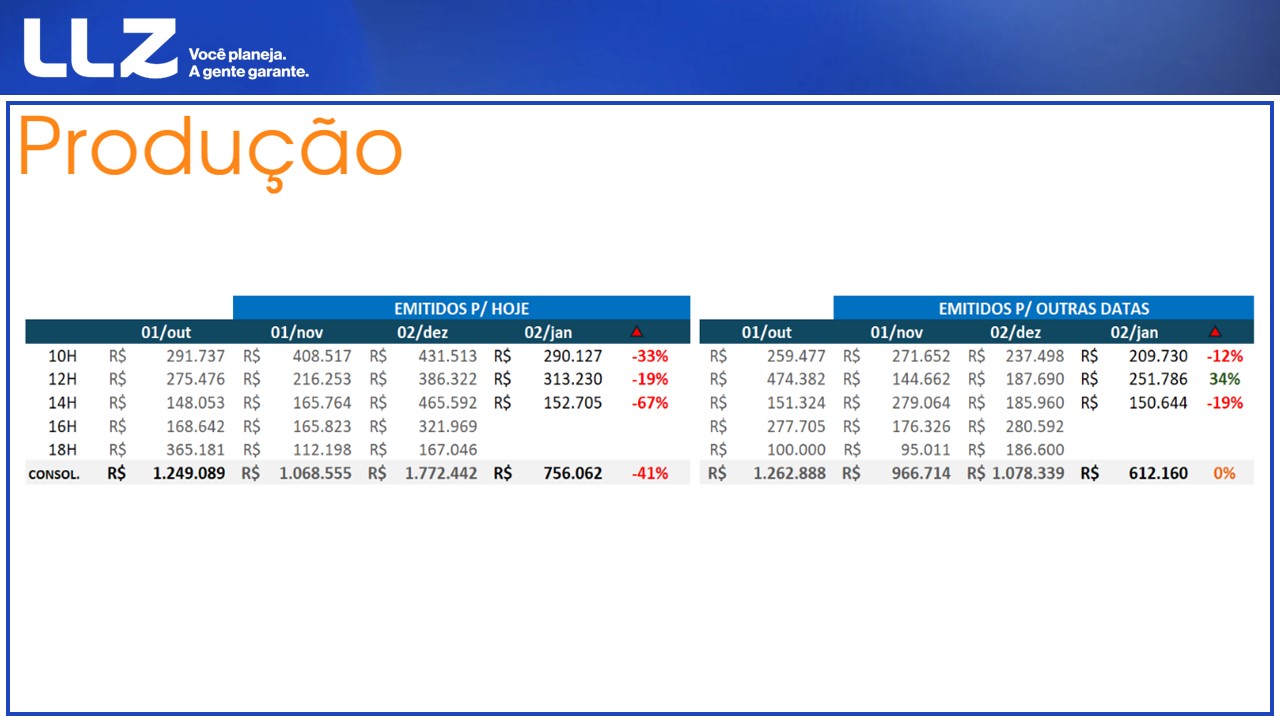 LLZ
Você planeja.
A gente garante.
Produção
EMITIDOS P/ HOJE EMITIDOS P/ OUTRAS DATAS
01/out 01/nov 02/dez 02/jan 01/out 01/nov 02/dez 02/jan
10H R$ 291.737 R$ 408.517 R$ 431.513 R$ 290.127 -33% R$ 259.477 R$ 271.652 R$ 237.498 R$ 209.730 -12%
12H R$ 275.476 R$ 216.253 R$ 386.322 R$ 313.230 -19% R$ 474.382 R$ 144.662 R$ 187.690 R$ 251.786 34%
14H R$ 148.053 R$ 165.764 R$ 465.592 R$ 152.705 -67% R$ 151.324 R$ 279.064 R$ 185.960 R$ 150.644 -19%
16H R$ 168.642 R$ 165.823 R$ 321.969 R$ 277.705 R$ 176.326 R$ 280.592
18H R$ 365.181 R$ 112.198 R$ 167.046 R$ 100.000 R$ 95.011 R$ 186.600
CONSOL. R$ 1.249.089 R$ 1.068.555 R$ 1.772.442 R$ 756.062 -41% R$ 1.262.888 R$ 966.714 R$ 1.078.339 R$ 612.160 0%